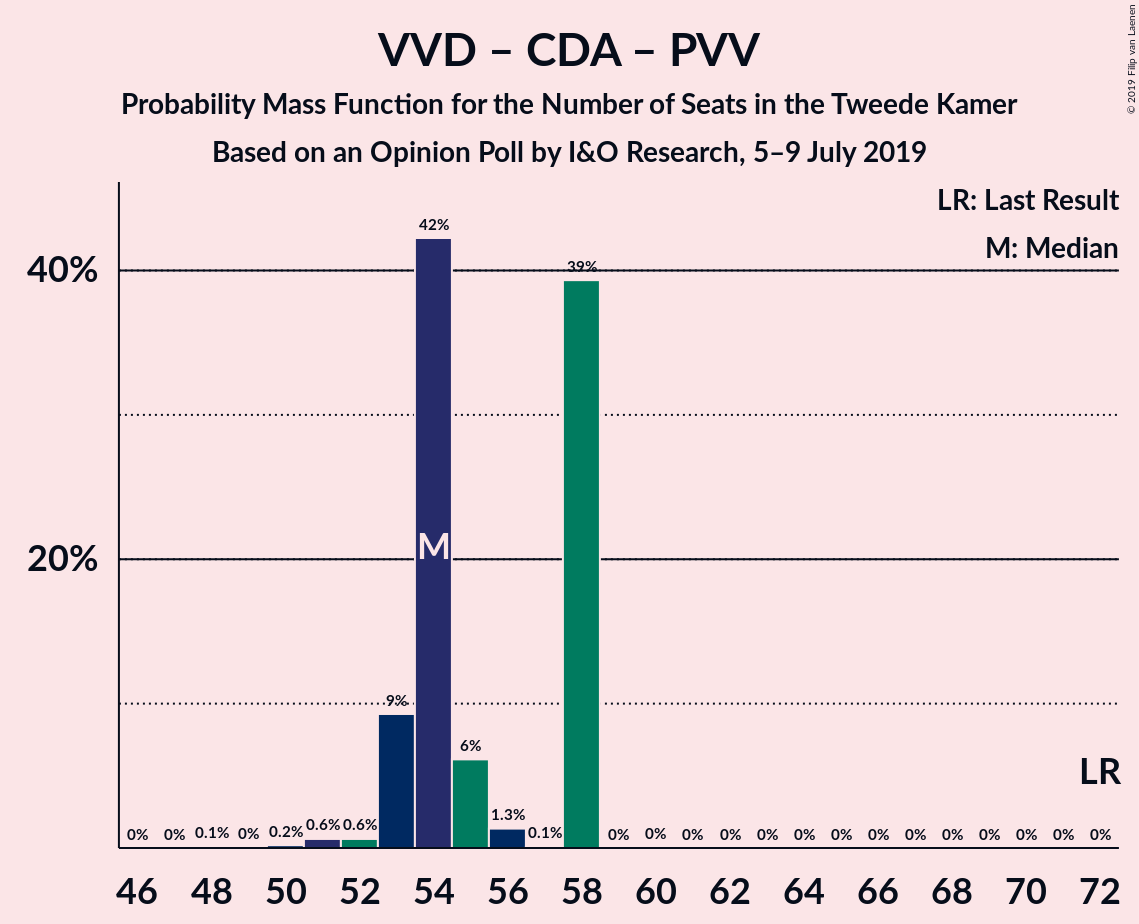 VVD – CDA – PVV
Probability Mass Function for the Number of Seats in the Tweede Kamer
Based on an Opinion Poll by I&O Research, 5–9 July 2019
© 2019 Filip van Laenen
LR: Last Result
M: Median
40%
20%
0% 0% 0.1% 0% 0.2% 0.6% 0.6% 9% 42% 6% 1.3% 0.1% 39% 0% 0% 0% 0% 0% 0% 0% 0% 0% 0% 0% 0% 0% 0%
M
LR
46 48 50 52 54 56 58 60 62 64 66 68 70 72